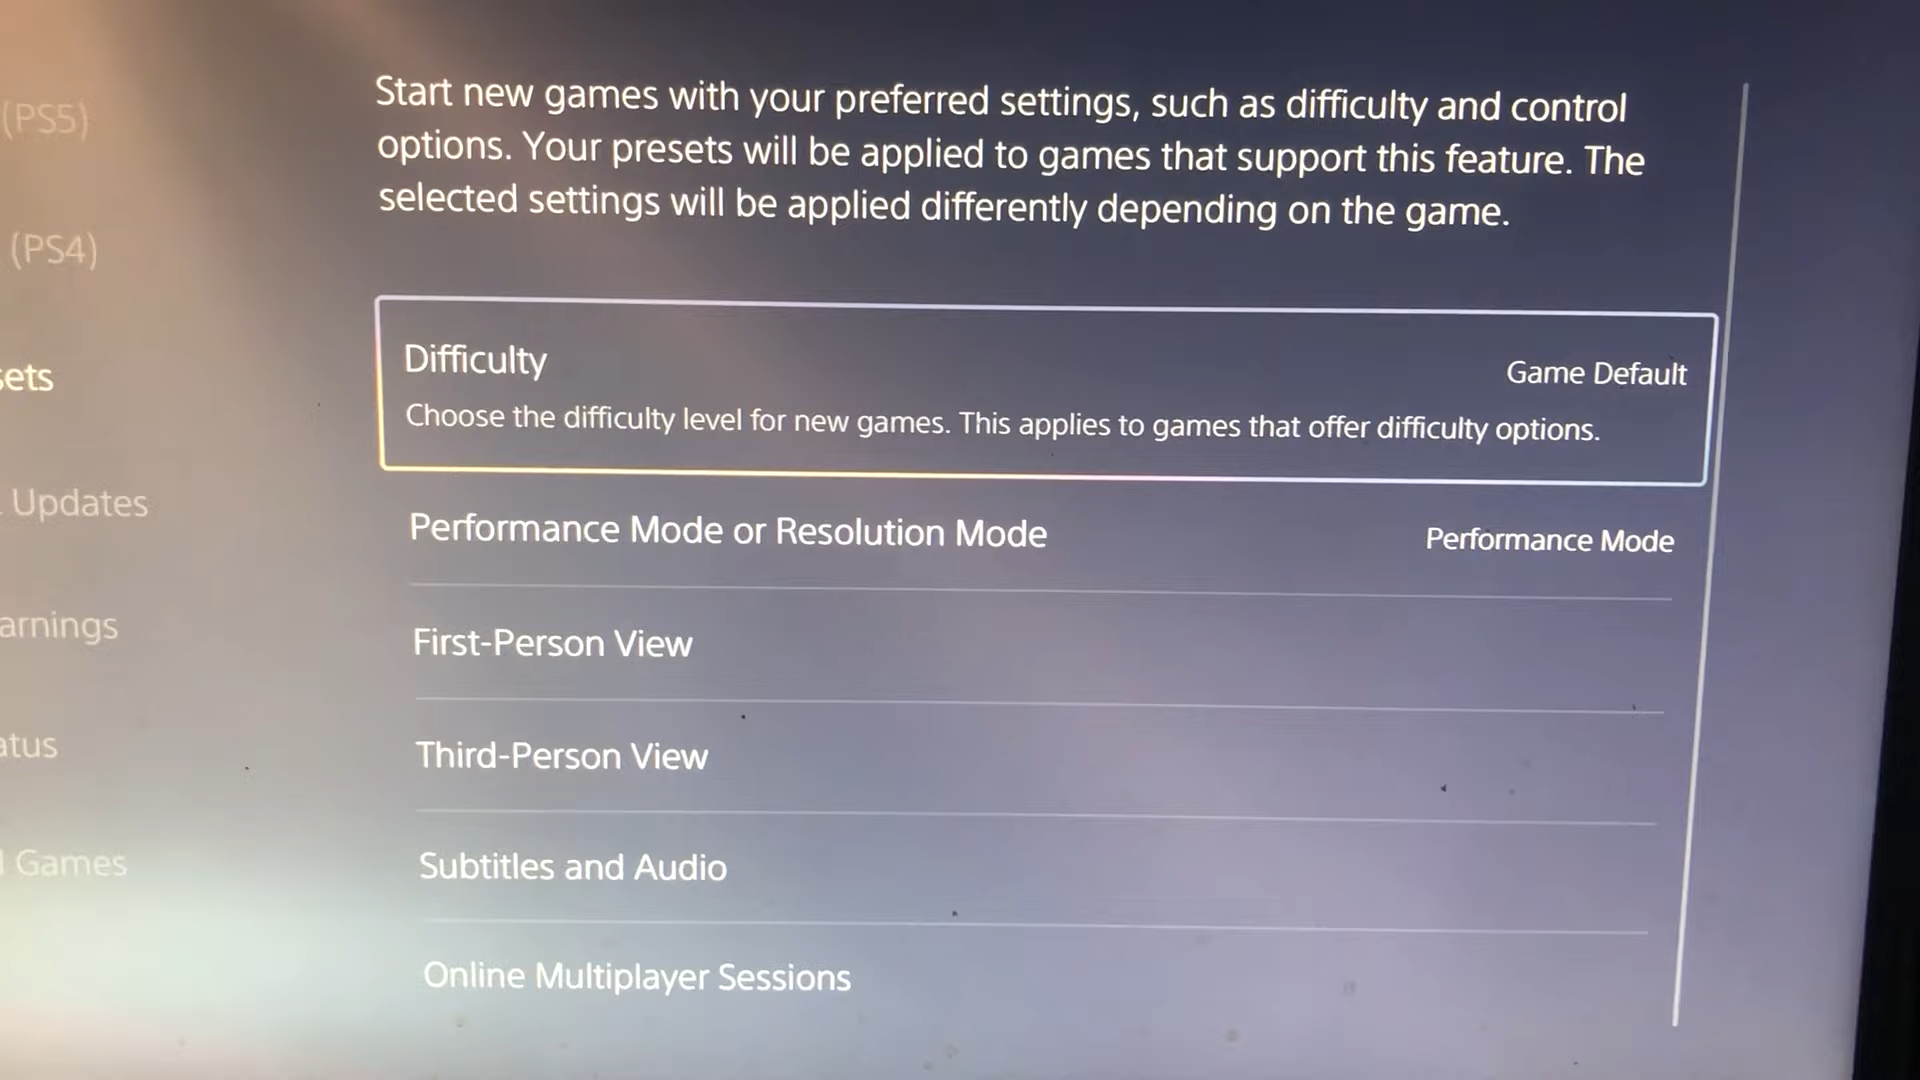 Start new games with your preferred settings, such as difficulty and control
options. Your presets will be applied to games that support this feature. The
selected settings will be applied differently depending on the game.
(PS5)
(PS4)
sets
Updates
arnings
atus
Games
Difficulty
Game Default
Choose the difficulty level for new games. This applies to games that offer difficulty options.
Performance Mode or Resolution Mode
Performance Mode
First-Person View
Third-Person View
Subtitles and Audio
Online Multiplayer Sessions